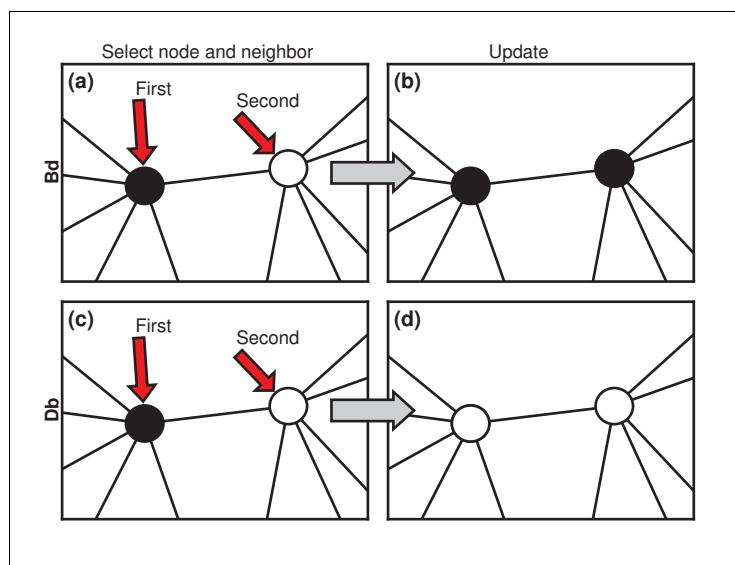 Select node and neighbor
Update
(a)
First
Second
(b)
Bd
(c)
First
Second
(d)
Db